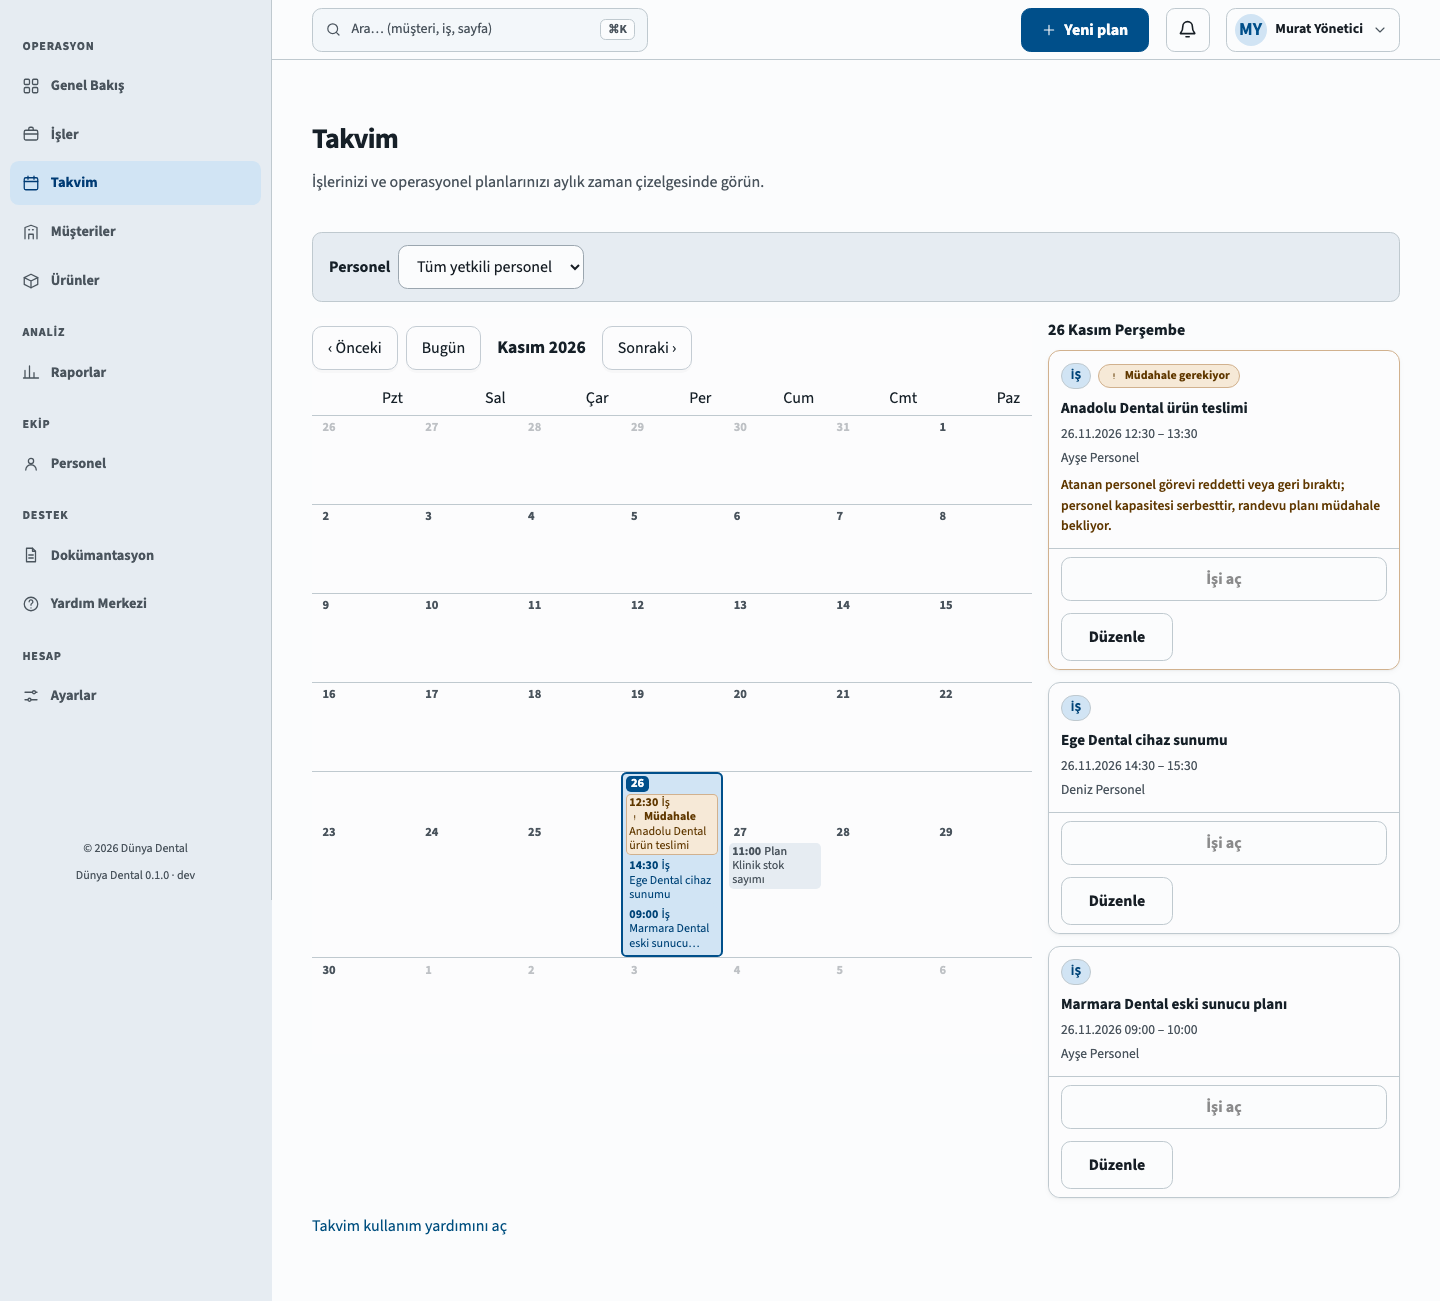 OPERASYON
Genel Bakış
İşler
Takvim
Müşteriler
Ürünler
ANALİZ
Raporlar
EKİP
Personel
DESTEK
Dokümantasyon
Yardım Merkezi
HESAP
Ayarlar
© 2026 Dünya Dental
Dünya Dental 0.1.0 · dev
Ara… (müşteri, iş, sayfa) ⌘K
+ Yeni plan
MY Murat Yönetici
Takvim
İşlerinizi ve operasyonel planlarınızı aylık zaman çizelgesinde görün.
Personel Tüm yetkili personel
‹ Önceki Bugün Kasım 2026 Sonraki ›
Pzt Sal Çar Per Cum Cmt Paz
26 27 28 29 30 31 1
2 3 4 5 6 7 8
9 10 11 12 13 14 15
16 17 18 19 20 21 22
23 24 25 26 27 28 29
12:30 İş
! Müdahale
Anadolu Dental
ürün teslimi
14:30 İş
Ege Dental cihaz
sunumu
09:00 İş
Marmara Dental
eski sunucu…
11:00 Plan
Klinik stok
sayımı
30 1 2 3 4 5 6
26 Kasım Perşembe
İŞ ! Müdahale gerekiyor
Anadolu Dental ürün teslimi
26.11.2026 12:30 – 13:30
Ayşe Personel
Atanan personel görevi reddetti veya geri bıraktı;
personel kapasitesi serbesttir, randevu planı müdahale
bekliyor.
İşi aç
Düzenle
İŞ
Ege Dental cihaz sunumu
26.11.2026 14:30 – 15:30
Deniz Personel
İşi aç
Düzenle
İŞ
Marmara Dental eski sunucu planı
26.11.2026 09:00 – 10:00
Ayşe Personel
İşi aç
Düzenle
Takvim kullanım yardımını aç